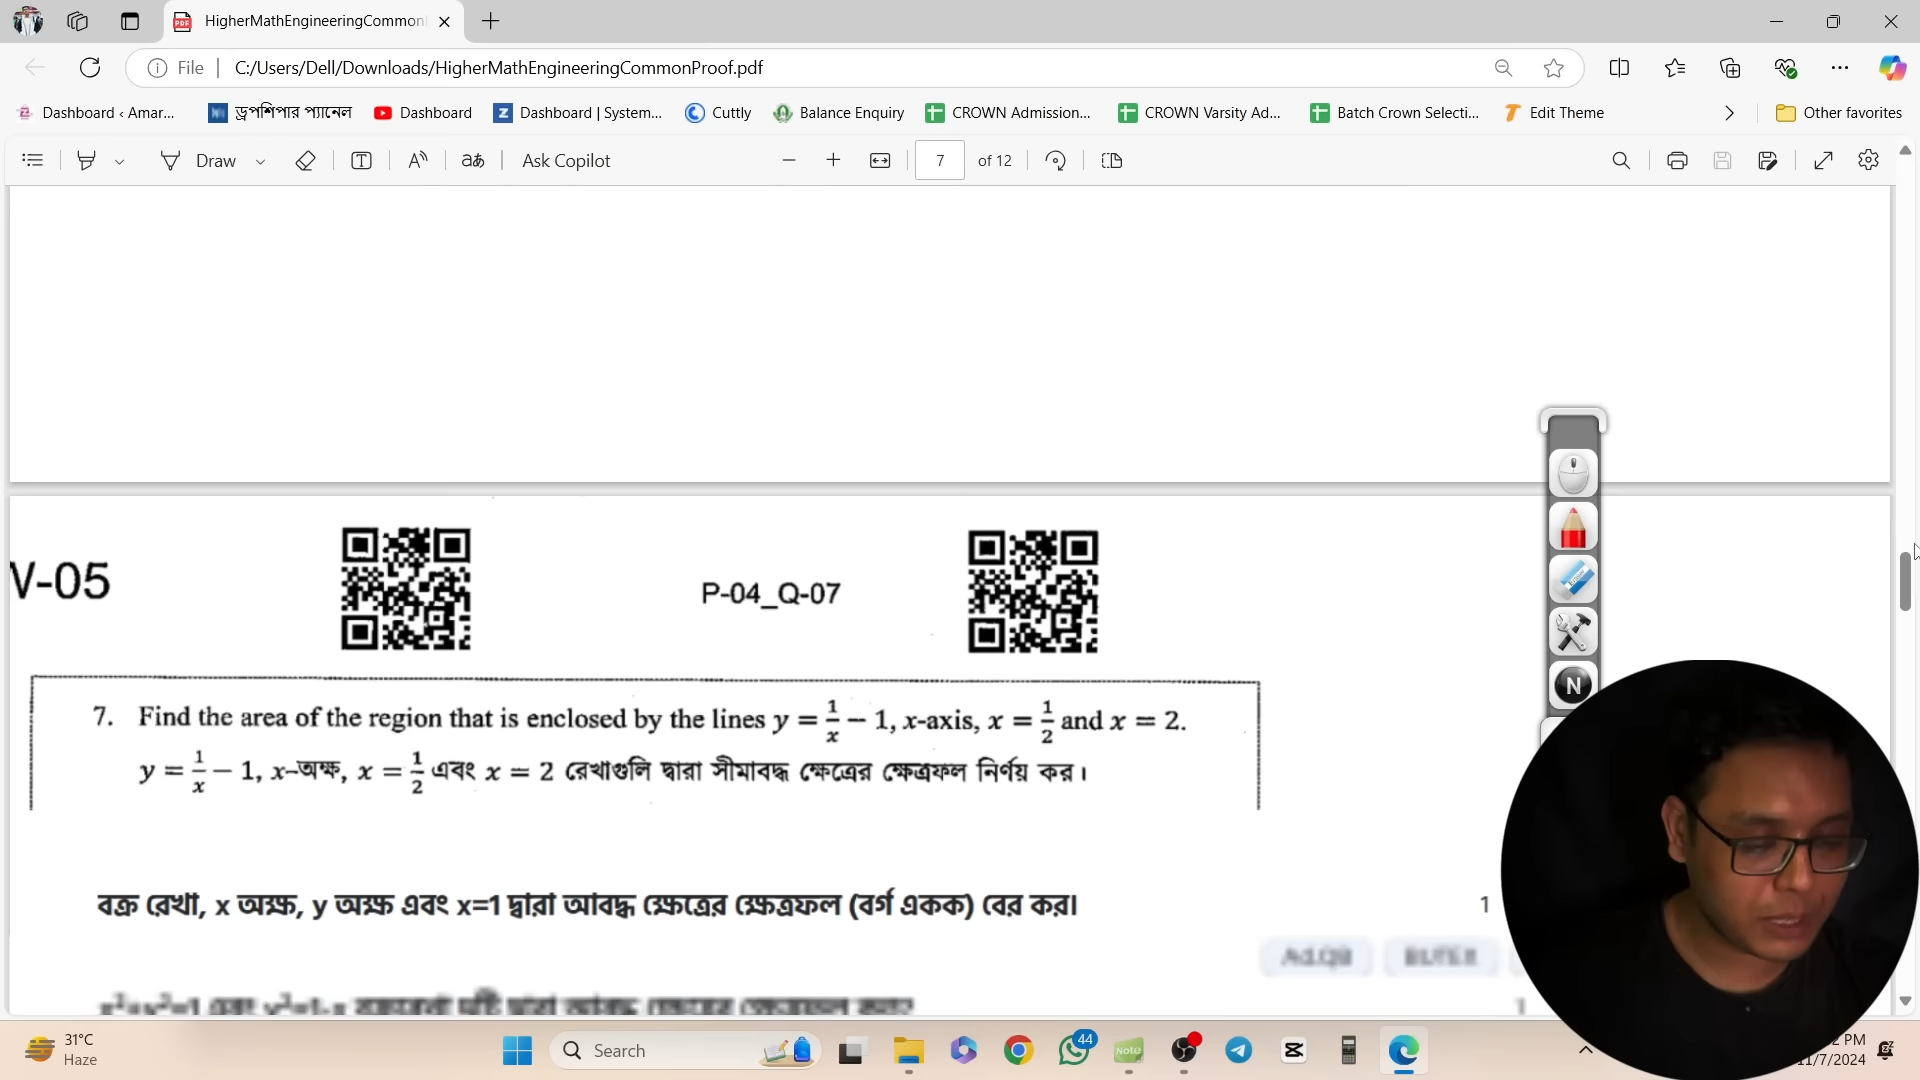 HigherMathEngineeringCommon
File
C:/Users/Dell/Downloads/HigherMathEngineeringCommonProof.pdf
Dashboard ‹ Amar...
ড্রপশিপার প্যানেল
Dashboard
Dashboard | System...
Cuttly
Balance Enquiry
CROWN Admission...
CROWN Varsity Ad...
Batch Crown Selecti...
Edit Theme
Other favorites
Draw
Ask Copilot
7
of 12
V-05
P-04_Q-07
7. Find the area of the region that is enclosed by the lines y = 1/x − 1, x-axis, x = 1/2 and x = 2.
y = 1/x − 1, x-অক্ষ, x = 1/2 এবং x = 2 রেখাগুলি দ্বারা সীমাবদ্ধ ক্ষেত্রের ক্ষেত্রফল নির্ণয় কর।
N
বক্র রেখা, x অক্ষ, y অক্ষ এবং x=1 দ্বারা আবদ্ধ ক্ষেত্রের ক্ষেত্রফল (বর্গ একক) বের কর।
1
31°C
Haze
Search
44
PM
11/7/2024